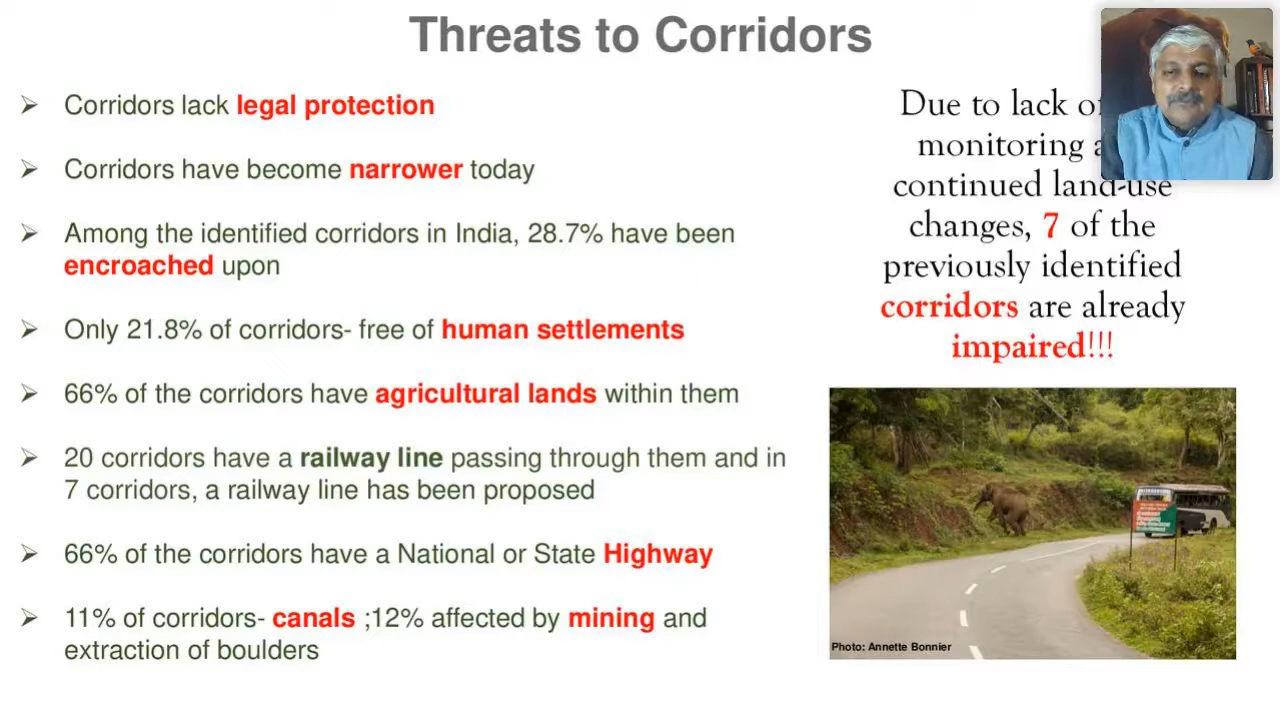 Threats to Corridors
Corridors lack legal protection
Corridors have become narrower today
Among the identified corridors in India, 28.7% have been
encroached upon
Only 21.8% of corridors- free of human settlements
66% of the corridors have agricultural lands within them
20 corridors have a railway line passing through them and in
7 corridors, a railway line has been proposed
66% of the corridors have a National or State Highway
11% of corridors- canals ;12% affected by mining and
extraction of boulders
Due to lack
monitoring
continued land-use
changes, 7 of the
previously identified
corridors are already
impaired!!!
Photo: Annette Bonnier